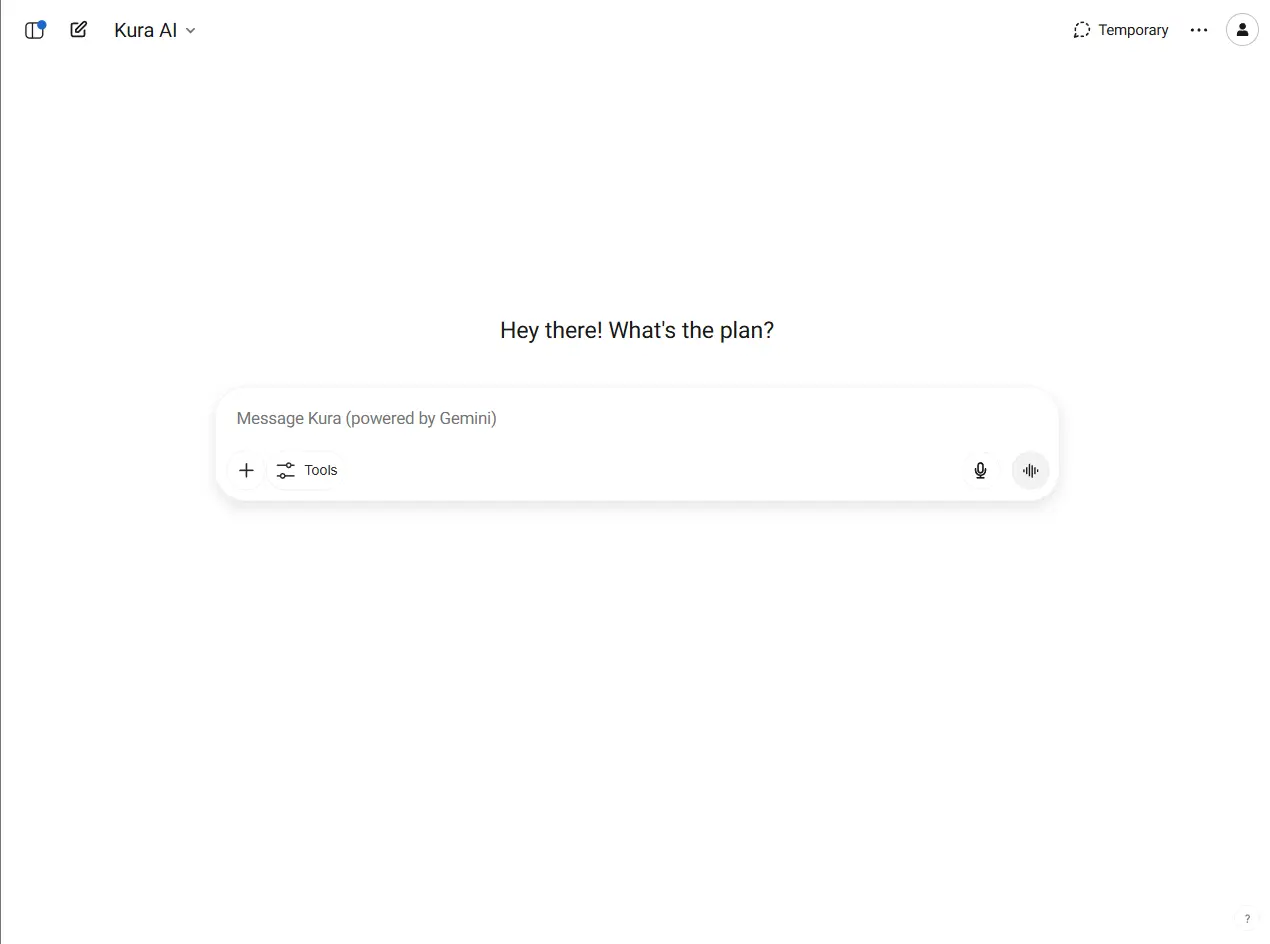 Kura AI
Temporary
Hey there! What's the plan?
Message Kura (powered by Gemini)
Tools
?